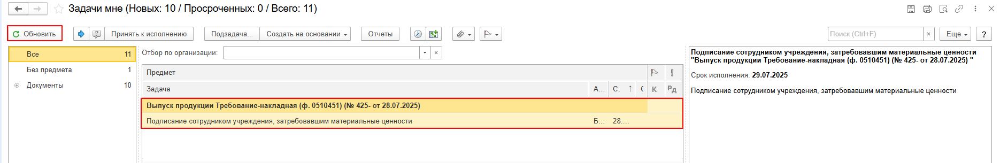 Задачи мне (Новых: 10 / Просроченных: 0 / Всего: 11)
Обновить
Принять к исполнению
Подзадача...
Создать на основании
Отчеты
Поиск (Ctrl+F)
×
Еще
?
Все 11
Без предмета 1
Документы 10
Отбор по организации:
×
Предмет
Задача А... С. ↑ К Рд
Выпуск продукции Требование-накладная (ф. 0510451) (№ 425- от 28.07.2025)
Подписание сотрудником учреждения, затребовавшим материальные ценности Б... 28....
Подписание сотрудником учреждения, затребовавшим материальные ценности
"Выпуск продукции Требование-накладная (ф. 0510451) (№ 425- от 28.07.2025) "
Срок исполнения: 29.07.2025
Подписание сотрудником учреждения, затребовавшим материальные ценности